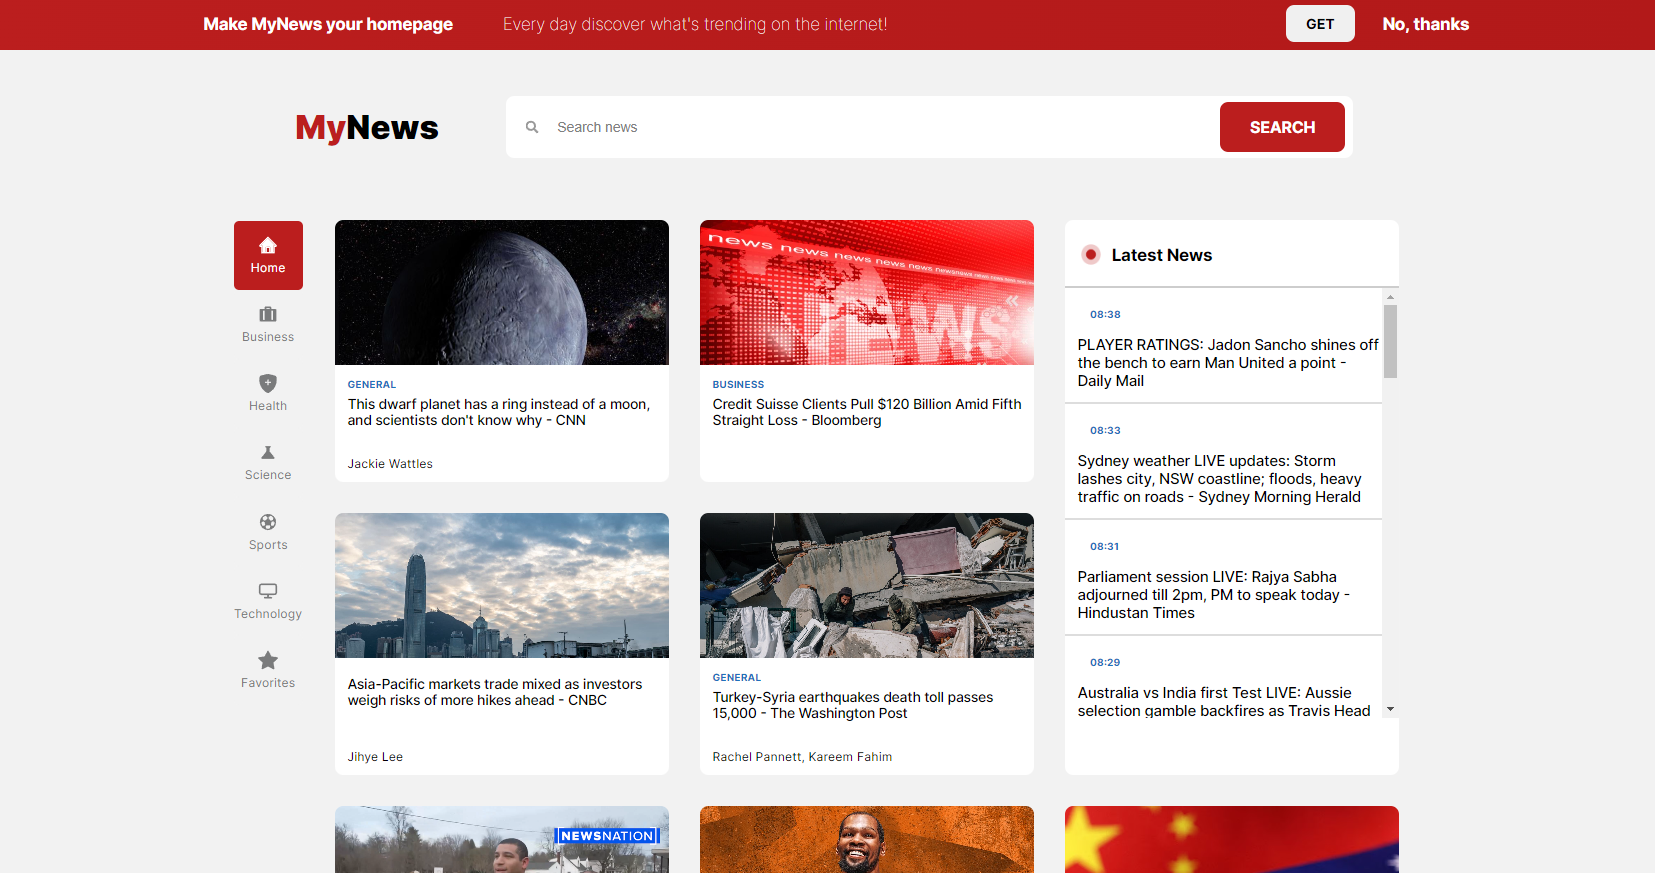 Make MyNews your homepage
Every day discover what's trending on the internet!
GET
No, thanks
MyNews
Search news
SEARCH
Home
Business
Health
Science
Sports
Technology
Favorites
news news news news news news
NEWS
GENERAL
This dwarf planet has a ring instead of a moon,
and scientists don't know why - CNN
Jackie Wattles
BUSINESS
Credit Suisse Clients Pull $120 Billion Amid Fifth
Straight Loss - Bloomberg
Asia-Pacific markets trade mixed as investors
weigh risks of more hikes ahead - CNBC
Jihye Lee
GENERAL
Turkey-Syria earthquakes death toll passes
15,000 - The Washington Post
Rachel Pannett, Kareem Fahim
Latest News
08:38
PLAYER RATINGS: Jadon Sancho shines off
the bench to earn Man United a point -
Daily Mail
08:33
Sydney weather LIVE updates: Storm
lashes city, NSW coastline; floods, heavy
traffic on roads - Sydney Morning Herald
08:31
Parliament session LIVE: Rajya Sabha
adjourned till 2pm, PM to speak today -
Hindustan Times
08:29
Australia vs India first Test LIVE: Aussie
selection gamble backfires as Travis Head
NEWSNATION